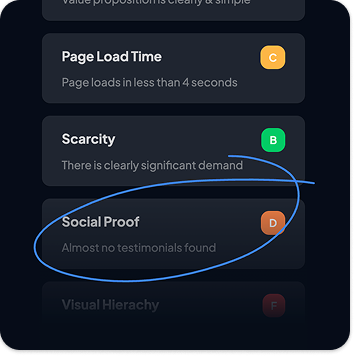 Value proposition is clearly & simple
Page Load Time
C
Page loads in less than 4 seconds
Scarcity
B
There is clearly significant demand
Social Proof
D
Almost no testimonials found
Visual Hierachy
F